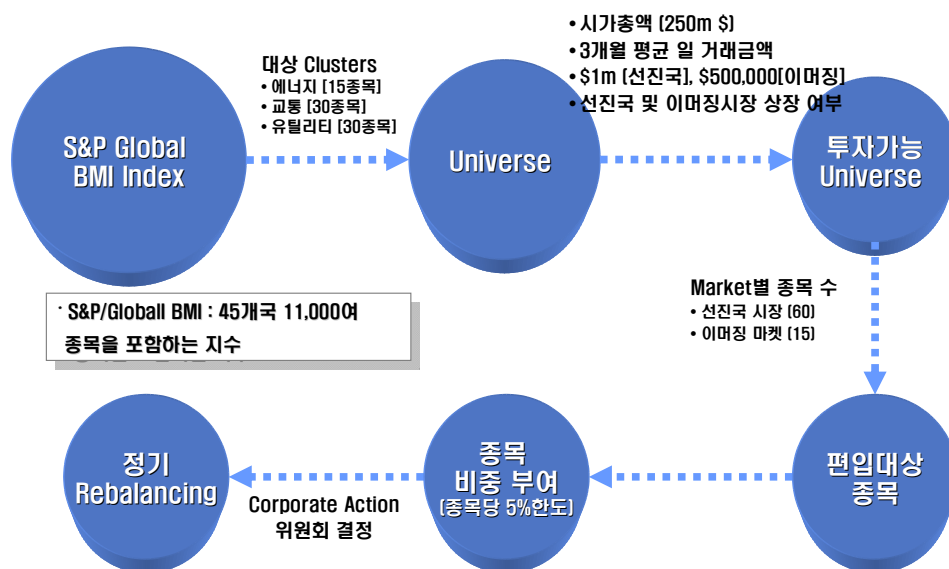 • 시가총액 (250m $)
• 3개월 평균 일 거래금액
• $1m (선진국), $500,000(이머징)
• 선진국 및 이머징시장 상장 여부
대상 Clusters
• 에너지 (15종목)
• 교통 (30종목)
• 유틸리티 (30종목)
S&P Global
BMI Index
Universe
투자가능
Universe
· S&P/Globall BMI : 45개국 11,000여
종목을 포함하는 지수
Market별 종목 수
• 선진국 시장 (60)
• 이머징 마켓 (15)
정기
Rebalancing
Corporate Action
위원회 결정
종목
비중 부여
(종목당 5%한도)
편입대상
종목